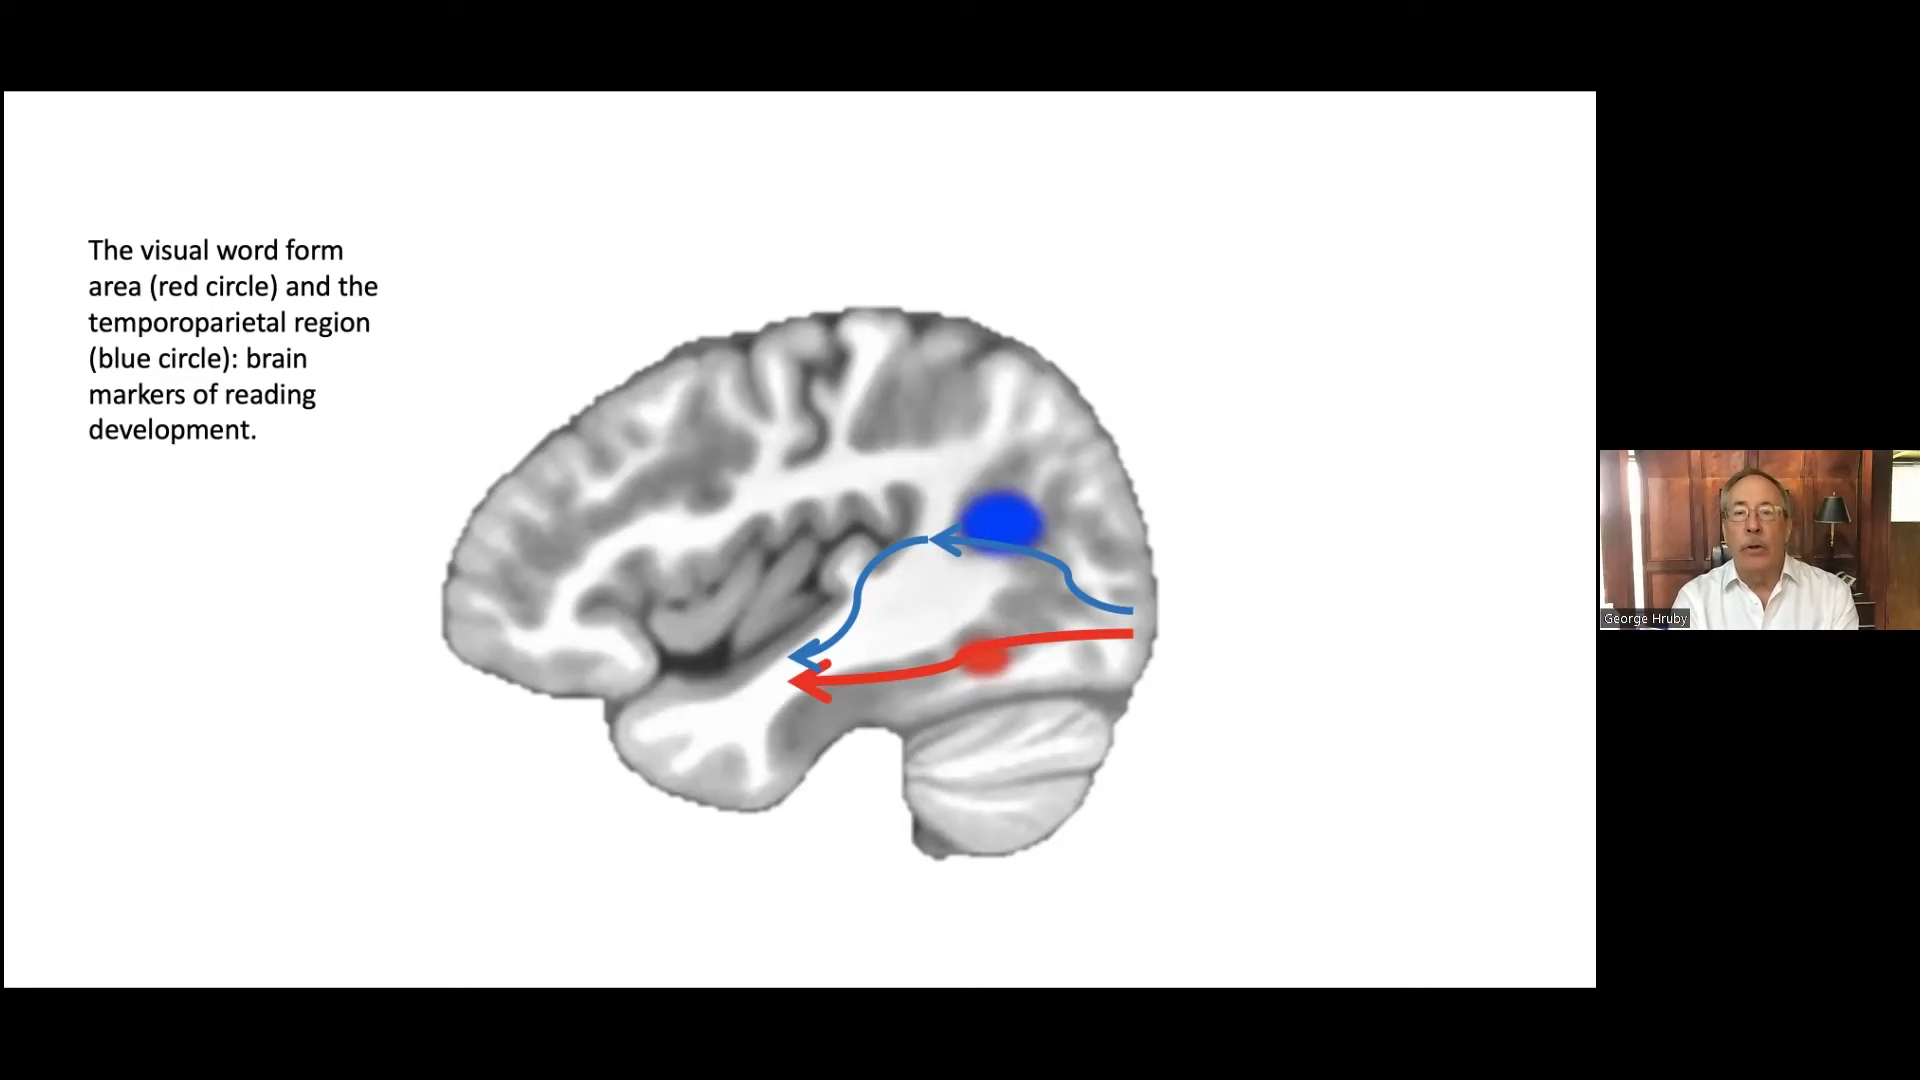 The visual word form
area (red circle) and the
temporoparietal region
(blue circle): brain
markers of reading
development.
George Hruby